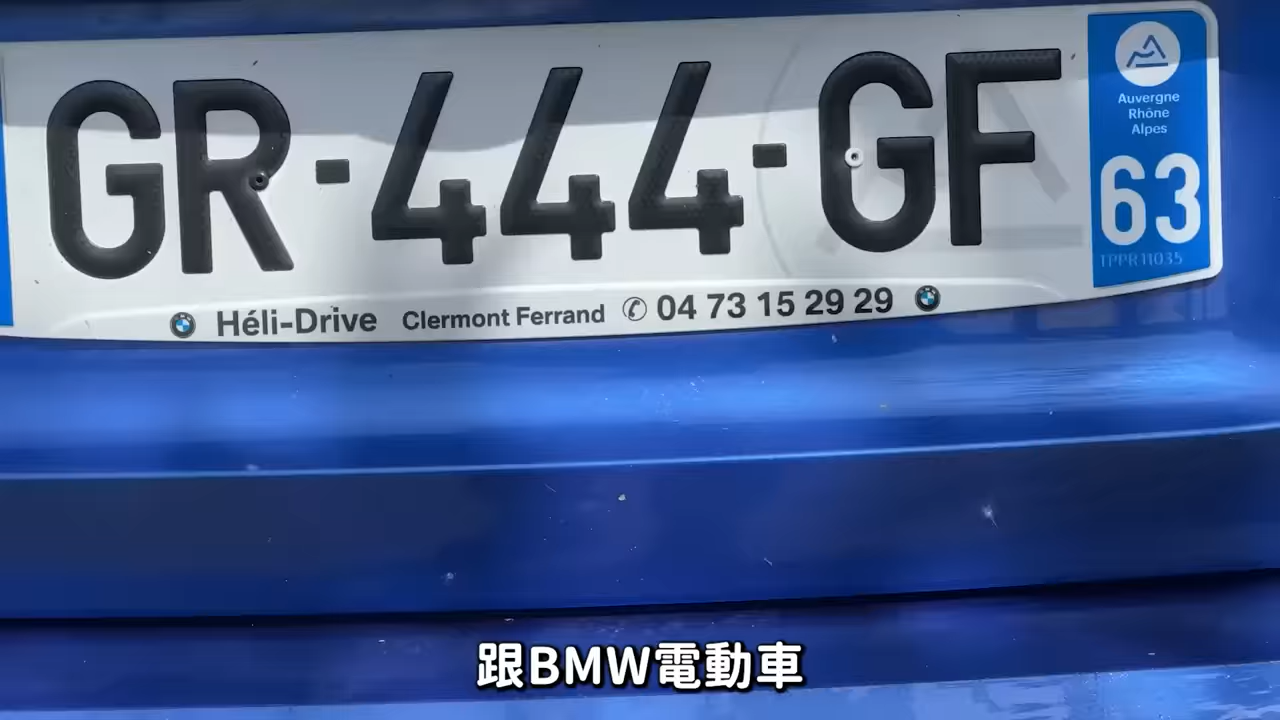 GR-444-GF
Auvergne
Rhône
Alpes
63
TPPR11035
Héli-Drive Clermont Ferrand ✆ 04 73 15 29 29
跟BMW電動車